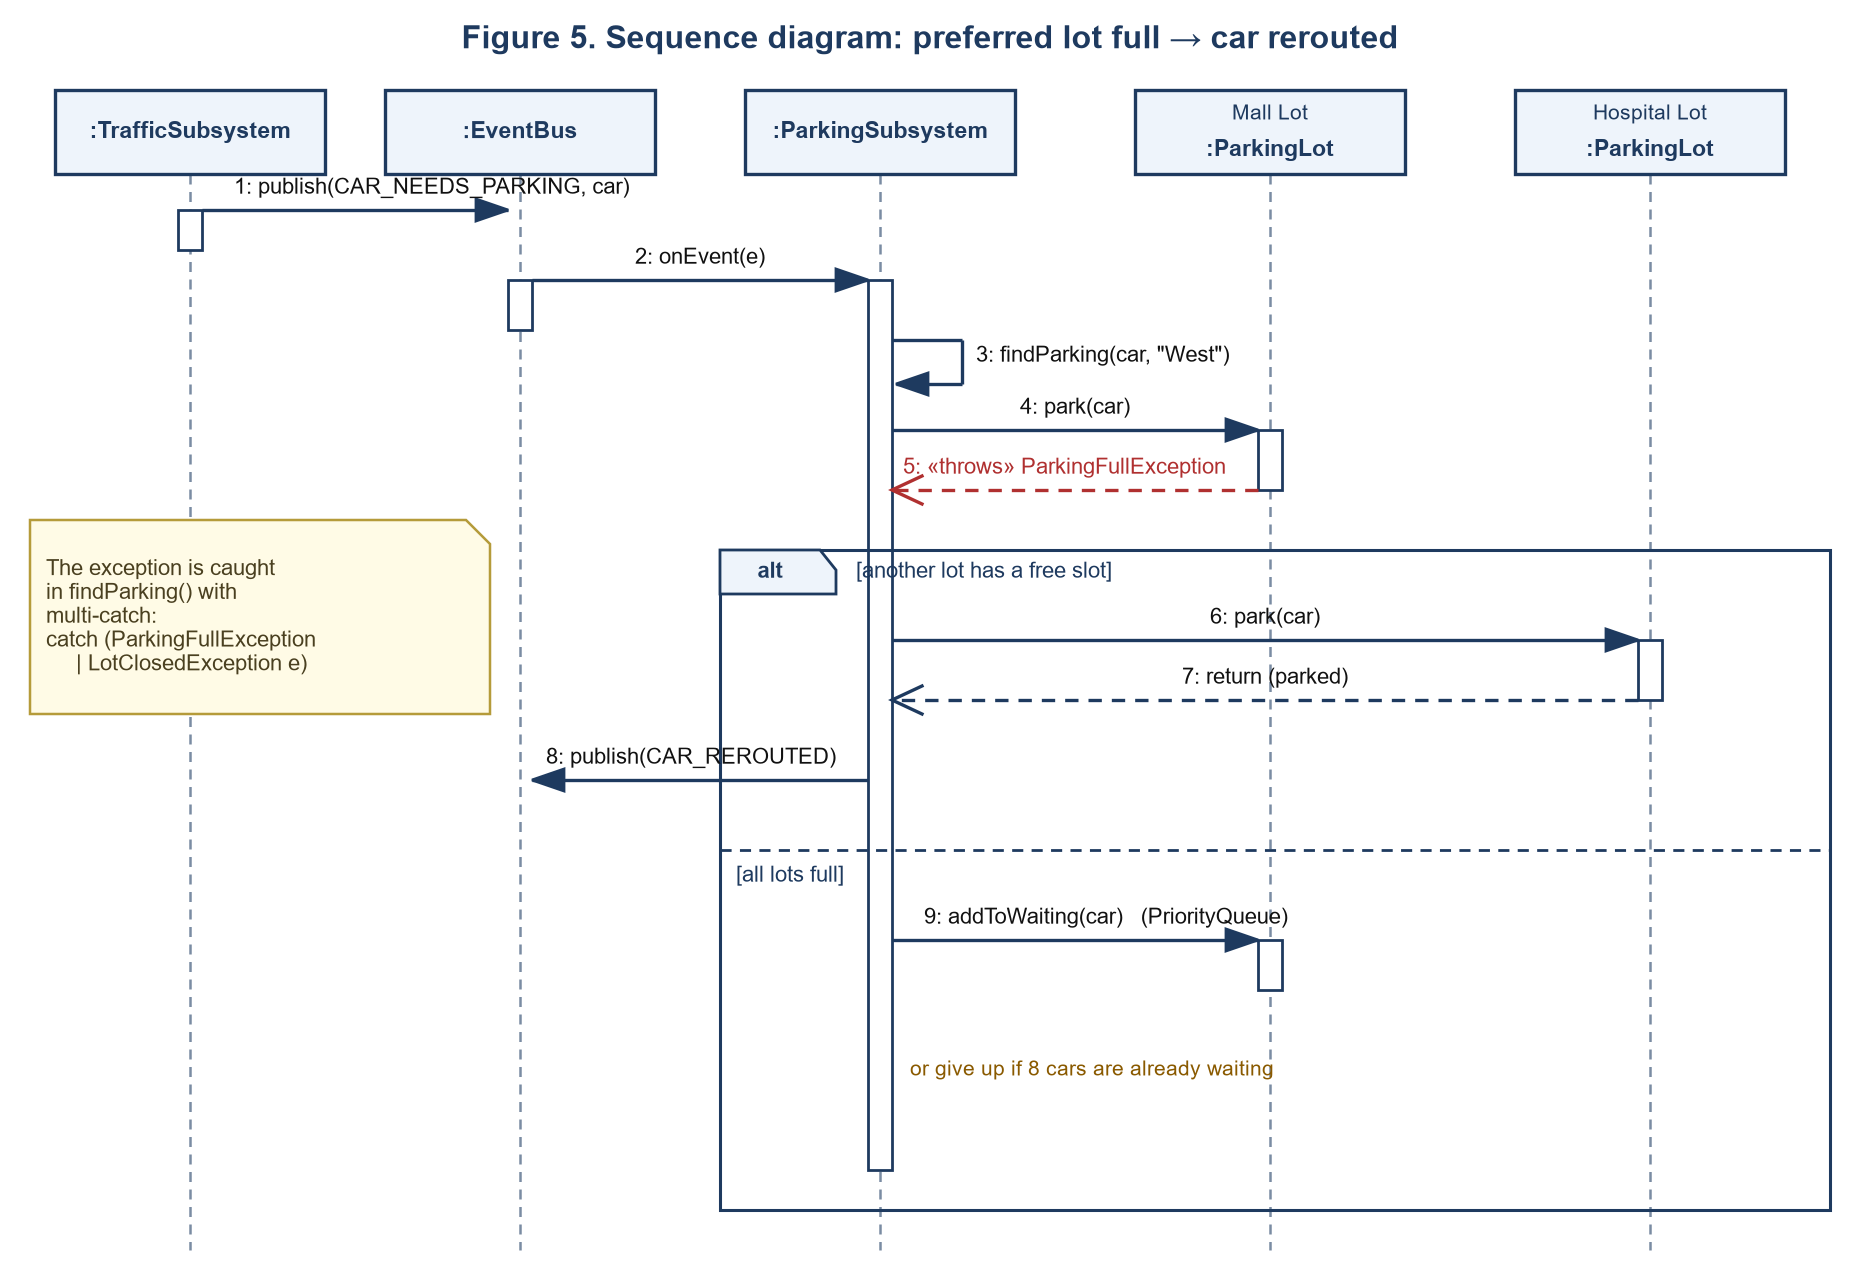 Figure 5. Sequence diagram: preferred lot full → car rerouted
:TrafficSubsystem
:EventBus
:ParkingSubsystem
Mall Lot
:ParkingLot
Hospital Lot
:ParkingLot
1: publish(CAR_NEEDS_PARKING, car)
2: onEvent(e)
3: findParking(car, "West")
4: park(car)
5: «throws» ParkingFullException
The exception is caught
in findParking() with
multi-catch:
catch (ParkingFullException
| LotClosedException e)
alt
[another lot has a free slot]
6: park(car)
7: return (parked)
8: publish(CAR_REROUTED)
[all lots full]
9: addToWaiting(car) (PriorityQueue)
or give up if 8 cars are already waiting